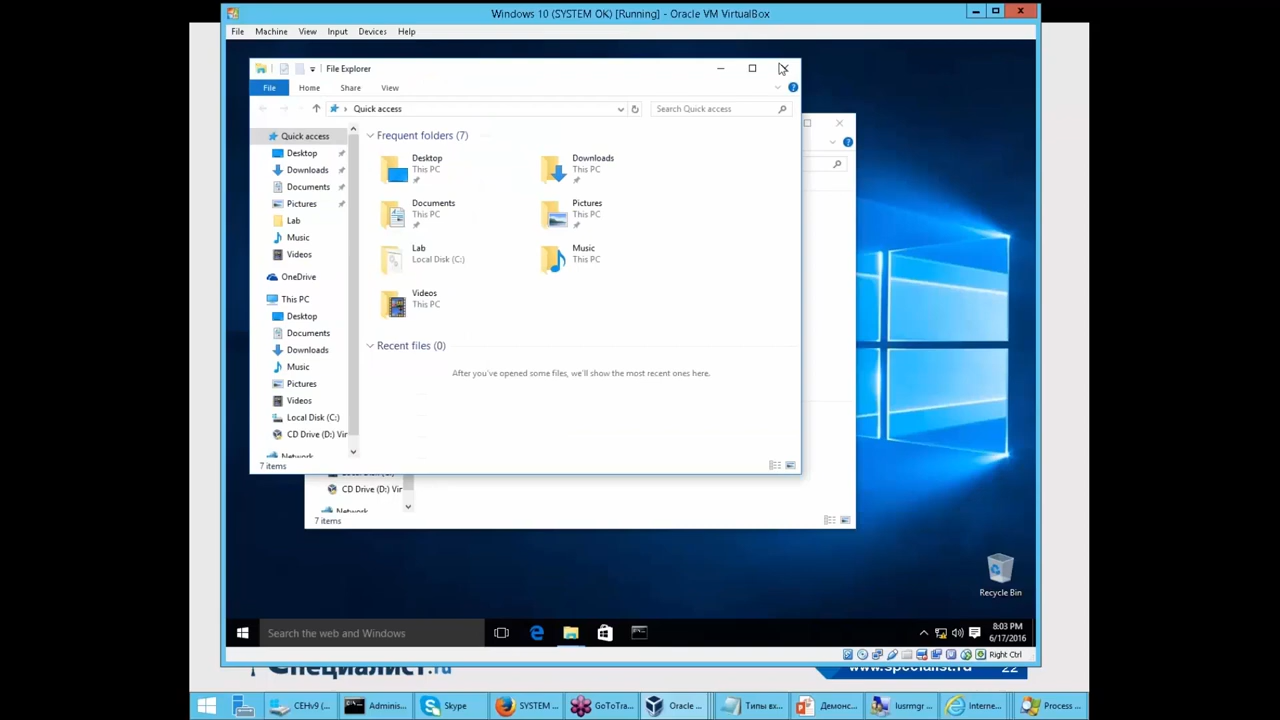 Windows 10 (SYSTEM OK) [Running] - Oracle VM VirtualBox
File Machine View Input Devices Help
File Explorer
File Home Share View
Quick access
Search Quick access
Quick access
Desktop
Downloads
Documents
Pictures
Lab
Music
Videos
OneDrive
This PC
Desktop
Documents
Downloads
Music
Pictures
Videos
Local Disk (C:)
CD Drive (D:) Vir
Network
Frequent folders (7)
Desktop
This PC
Downloads
This PC
Documents
This PC
Pictures
This PC
Lab
Local Disk (C:)
Music
This PC
Videos
This PC
Recent files (0)
After you've opened some files, we'll show the most recent ones here.
7 items
CD Drive (D:) Vir
Network
7 items
Recycle Bin
Search the web and Windows
8:03 PM
6/17/2016
Right Ctrl
Специалист.ru
www.specialist.ru
22
CEHv9 (...
Adminis...
Skype
SYSTEM ...
GoToTra...
Oracle ...
Типы ex...
Демонс...
lusrmgr ...
Interne...
Process ...